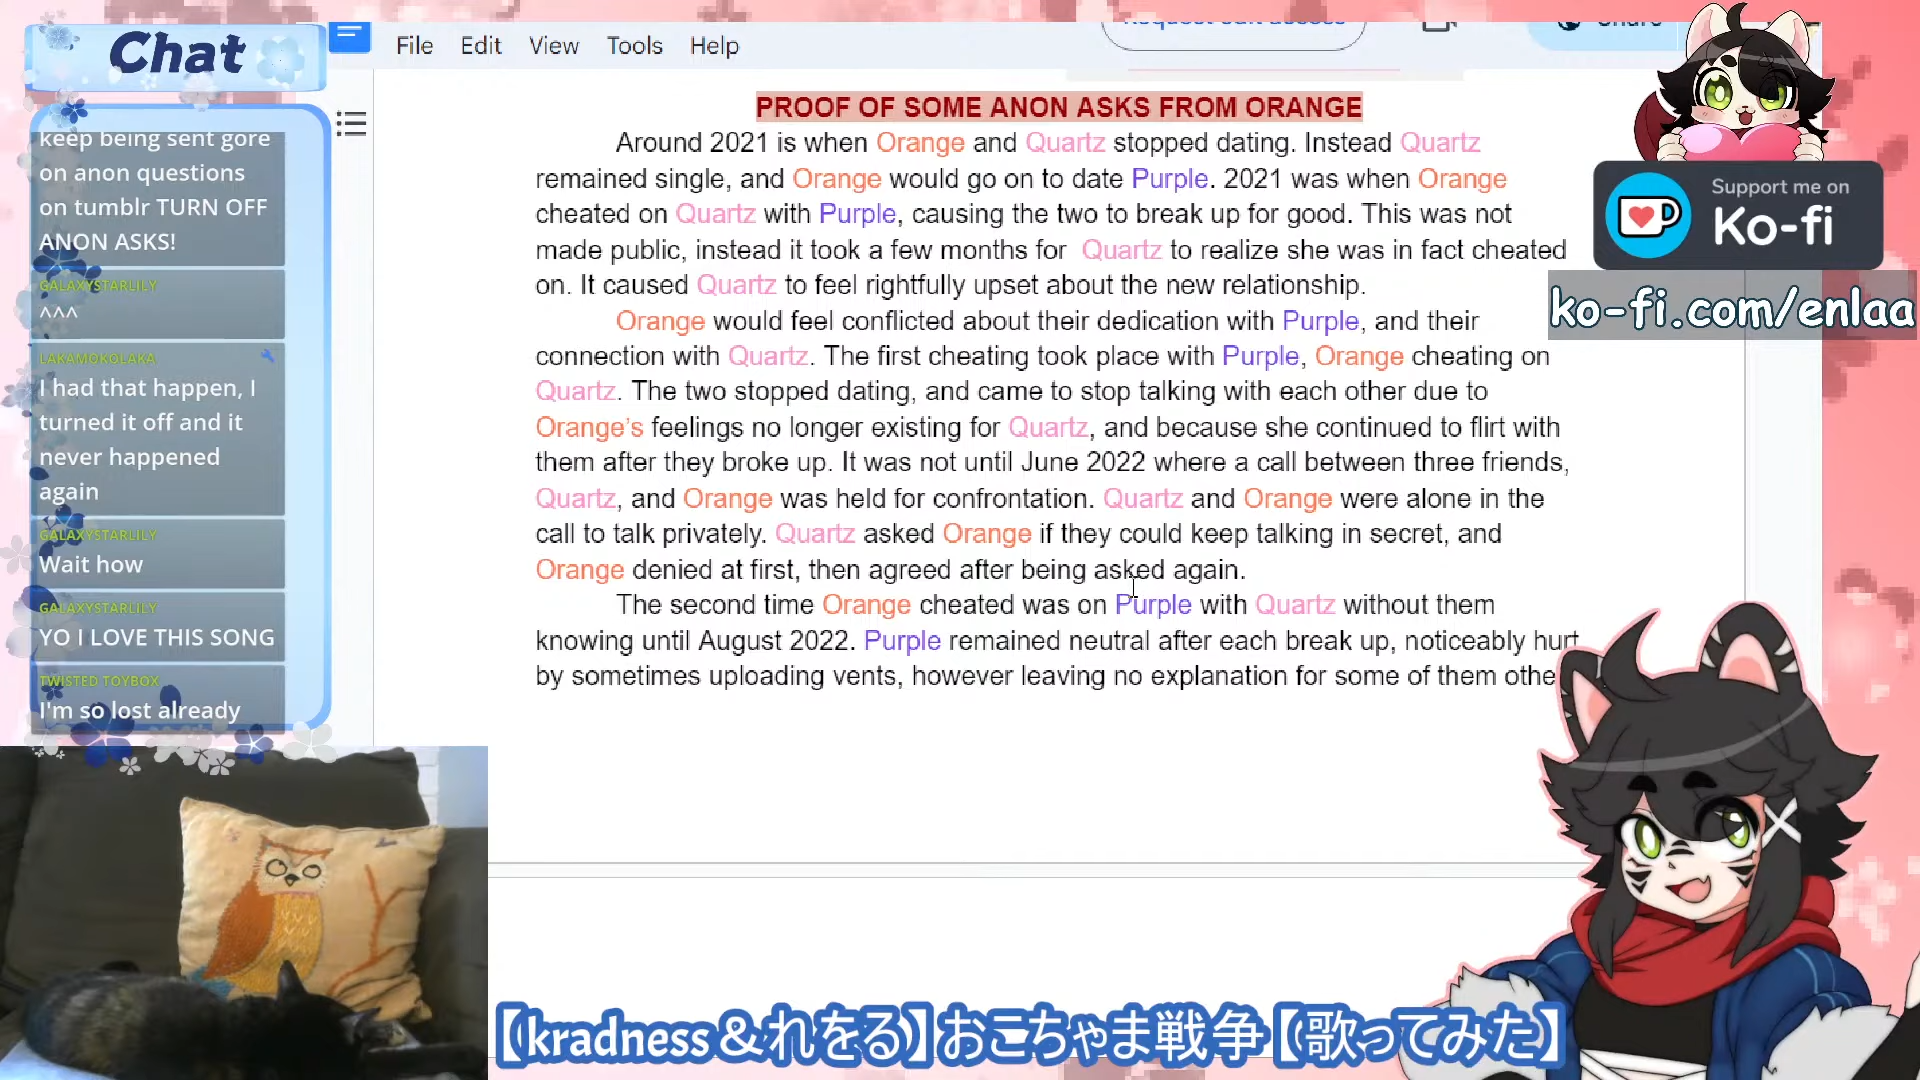 Chat
keep being sent gore
on anon questions
on tumblr TURN OFF
ANON ASKS!
GALAXYSTARLILY
^^^
LAKAMOKOLAKA
I had that happen, I
turned it off and it
never happened
again
GALAXYSTARLILY
Wait how
GALAXYSTARLILY
YO I LOVE THIS SONG
TWISTED TOYBOX
I'm so lost already
Request edit access
Share
File Edit View Tools Help
PROOF OF SOME ANON ASKS FROM ORANGE
Around 2021 is when Orange and Quartz stopped dating. Instead Quartz
remained single, and Orange would go on to date Purple. 2021 was when Orange
cheated on Quartz with Purple, causing the two to break up for good. This was not
made public, instead it took a few months for Quartz to realize she was in fact cheated
on. It caused Quartz to feel rightfully upset about the new relationship.
Orange would feel conflicted about their dedication with Purple, and their
connection with Quartz. The first cheating took place with Purple, Orange cheating on
Quartz. The two stopped dating, and came to stop talking with each other due to
Orange’s feelings no longer existing for Quartz, and because she continued to flirt with
them after they broke up. It was not until June 2022 where a call between three friends,
Quartz, and Orange was held for confrontation. Quartz and Orange were alone in the
call to talk privately. Quartz asked Orange if they could keep talking in secret, and
Orange denied at first, then agreed after being asked again.
The second time Orange cheated was on Purple with Quartz without them
knowing until August 2022. Purple remained neutral after each break up, noticeably hurt
by sometimes uploading vents, however leaving no explanation for some of them othe
Support me on
Ko-fi
ko-fi.com/enlaa
【kradness＆れをる】おこちゃま戦争【歌ってみた】